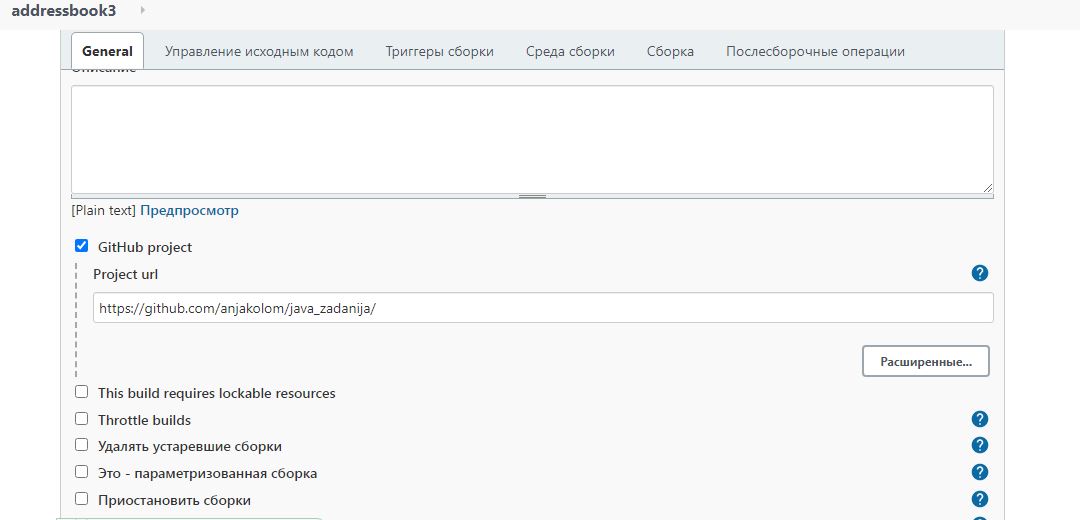 addressbook3
General Управление исходным кодом Триггеры сборки Среда сборки Сборка Послесборочные операции
Описание
[Plain text] Предпросмотр
GitHub project
Project url
https://github.com/anjakolom/java_zadanija/
Расширенные...
This build requires lockable resources
Throttle builds
Удалять устаревшие сборки
Это - параметризованная сборка
Приостановить сборки